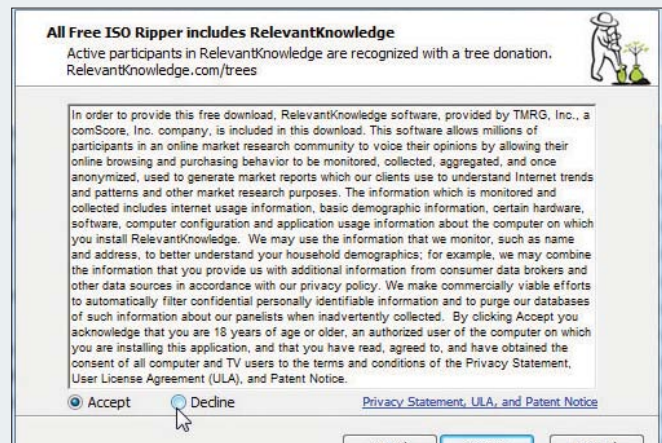 All Free ISO Ripper includes RelevantKnowledge
Active participants in RelevantKnowledge are recognized with a tree donation.
RelevantKnowledge.com/trees
In order to provide this free download, RelevantKnowledge software, provided by TMRG, Inc., a
comScore, Inc. company, is included in this download. This software allows millions of
participants in an online market research community to voice their opinions by allowing their
online browsing and purchasing behavior to be monitored, collected, aggregated, and once
anonymized, used to generate market reports which our clients use to understand Internet trends
and patterns and other market research purposes. The information which is monitored and
collected includes internet usage information, basic demographic information, certain hardware,
software, computer configuration and application usage information about the computer on which
you install RelevantKnowledge. We may use the information that we monitor, such as name
and address, to better understand your household demographics; for example, we may combine
the information that you provide us with additional information from consumer data brokers and
other data sources in accordance with our privacy policy. We make commercially viable efforts
to automatically filter confidential personally identifiable information and to purge our databases
of such information about our panelists when inadvertently collected. By clicking Accept you
acknowledge that you are 18 years of age or older, an authorized user of the computer on which
you are installing this application, and that you have read, agreed to, and have obtained the
consent of all computer and TV users to the terms and conditions of the Privacy Statement,
User License Agreement (ULA), and Patent Notice.
Accept Decline Privacy Statement, ULA, and Patent Notice